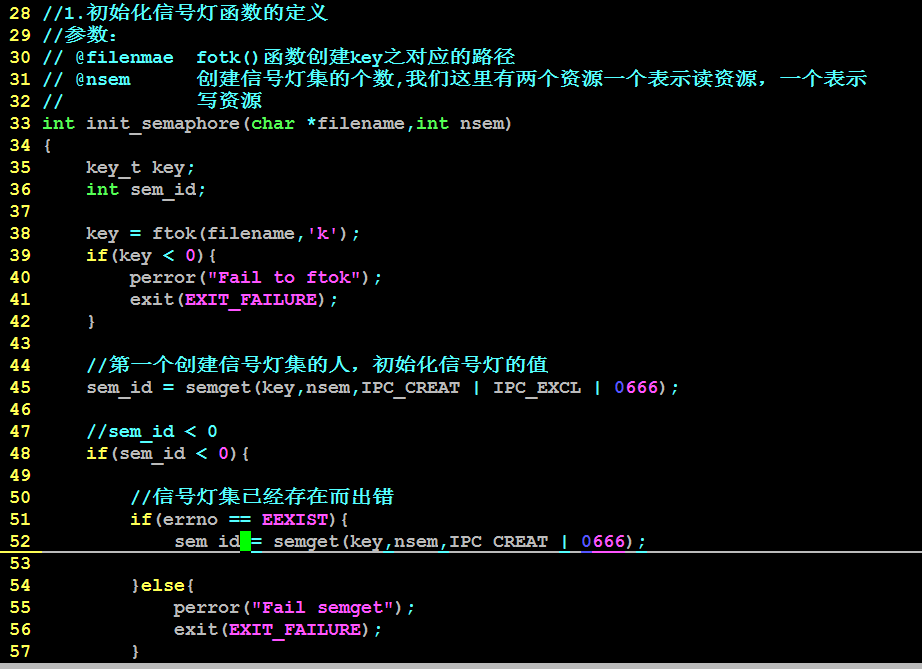 28 //1.初始化信号灯函数的定义
29 //参数：
30 // @filenmae  fotk()函数创建key之对应的路径
31 // @nsem      创建信号灯集的个数,我们这里有两个资源一个表示读资源，一个表示
32 //            写资源
33 int init_semaphore(char *filename,int nsem)
34 {
35     key_t key;
36     int sem_id;
37
38     key = ftok(filename,'k');
39     if(key < 0){
40         perror("Fail to ftok");
41         exit(EXIT_FAILURE);
42     }
43
44     //第一个创建信号灯集的人，初始化信号灯的值
45     sem_id = semget(key,nsem,IPC_CREAT | IPC_EXCL | 0666);
46
47     //sem_id < 0
48     if(sem_id < 0){
49
50         //信号灯集已经存在而出错
51         if(errno == EEXIST){
52             sem_id = semget(key,nsem,IPC_CREAT | 0666);
53
54         }else{
55             perror("Fail semget");
56             exit(EXIT_FAILURE);
57         }